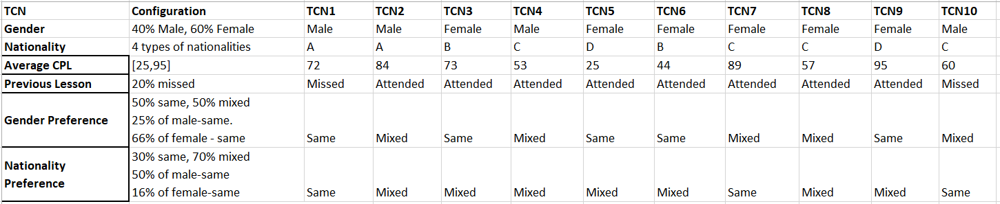 TCN Configuration TCN1 TCN2 TCN3 TCN4 TCN5 TCN6 TCN7 TCN8 TCN9 TCN10
Gender 40% Male, 60% Female Male Male Female Male Female Female Female Female Female Male
Nationality 4 types of nationalities A A B C D B C C D C
Average CPL [25,95] 72 84 73 53 25 44 89 57 95 60
Previous Lesson 20% missed Missed Attended Attended Attended Attended Attended Attended Attended Attended Missed
Gender Preference
50% same, 50% mixed
25% of male-same.
66% of female - same
Same Mixed Same Mixed Same Same Mixed Mixed Same Mixed
Nationality
Preference
30% same, 70% mixed
50% of male-same
16% of female-same
Same Mixed Mixed Mixed Mixed Mixed Same Mixed Mixed Same